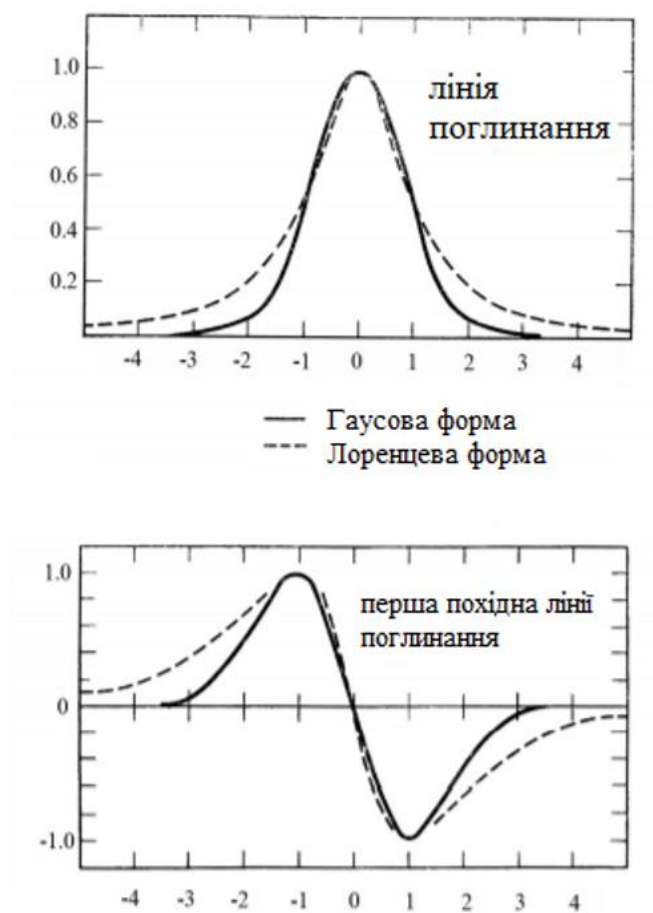 1.0
0.8
0.6
0.4
0.2
лінія
поглинання
-4 -3 -2 -1 0 1 2 3 4
Гаусова форма
Лоренцева форма
1.0
0
-1.0
перша похідна лінії
поглинання
-4 -3 -2 -1 0 1 2 3 4